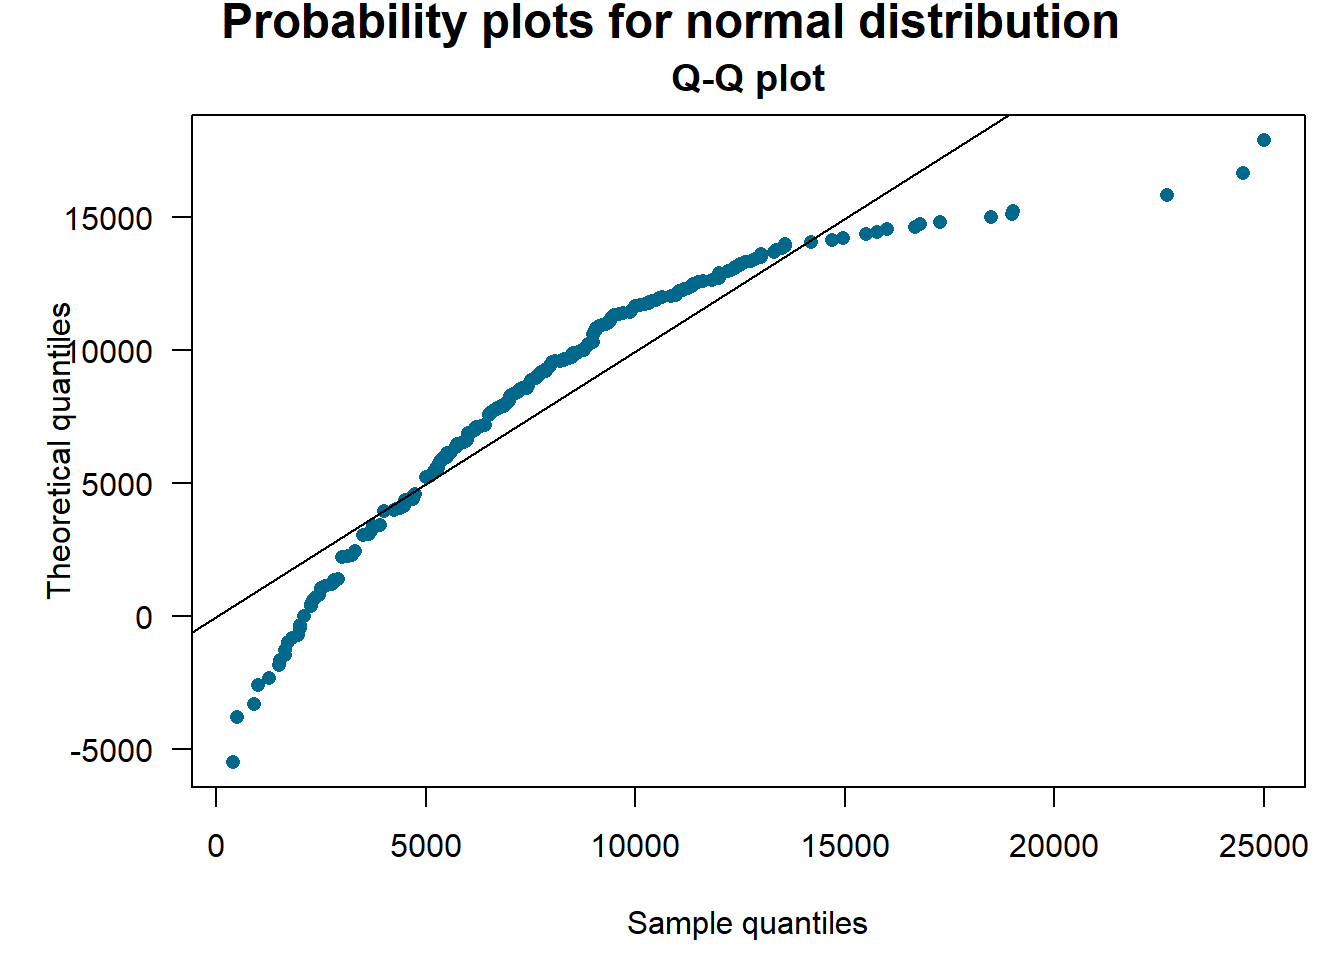 Probability plots for normal distribution
Q-Q plot
Theoretical quantiles
15000
10000
5000
0
-5000
0 5000 10000 15000 20000 25000
Sample quantiles